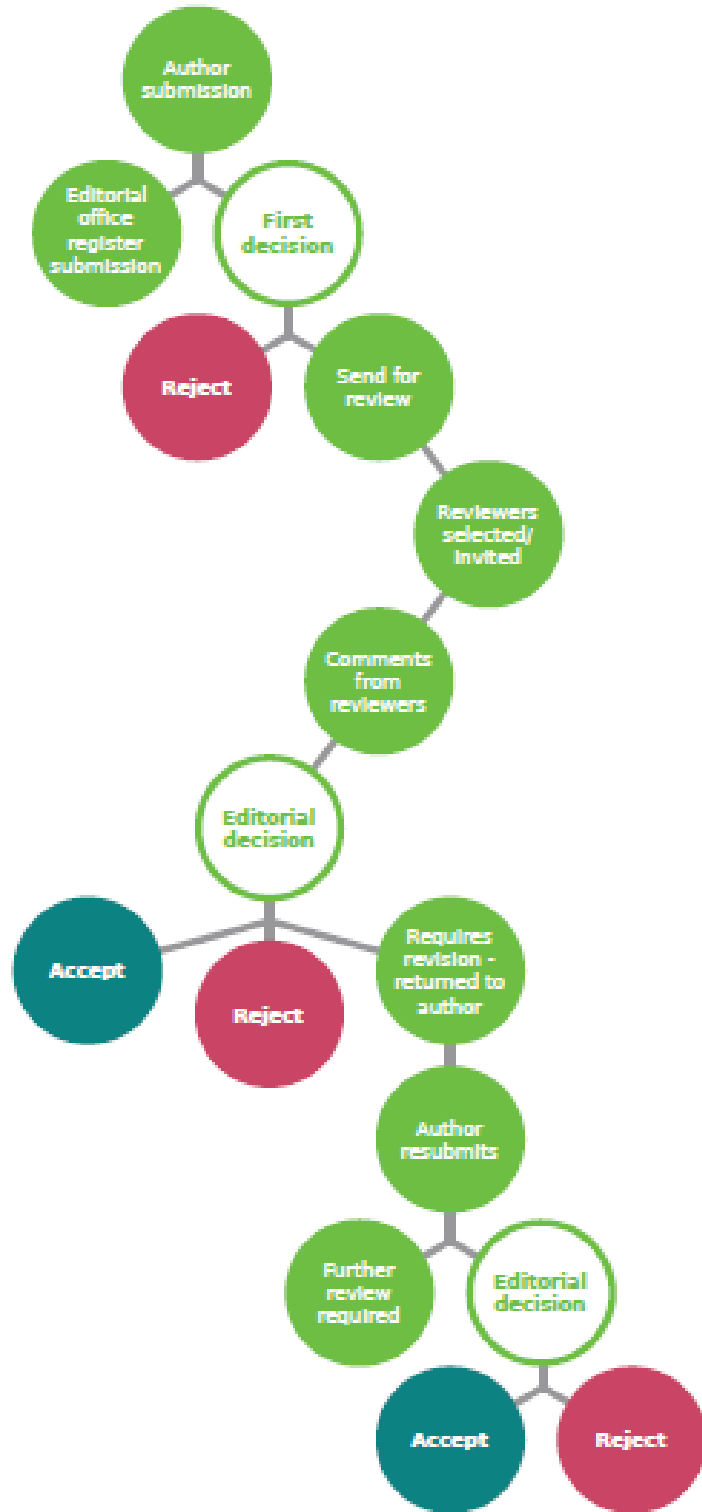 Author
submission
Editorial
office
register
submission
First
decision
Reject
Send for
review
Reviewers
selected/
invited
Comments
from
reviewers
Editorial
decision
Accept
Reject
Requires
revision -
returned to
author
Author
resubmits
Further
review
required
Editorial
decision
Accept
Reject